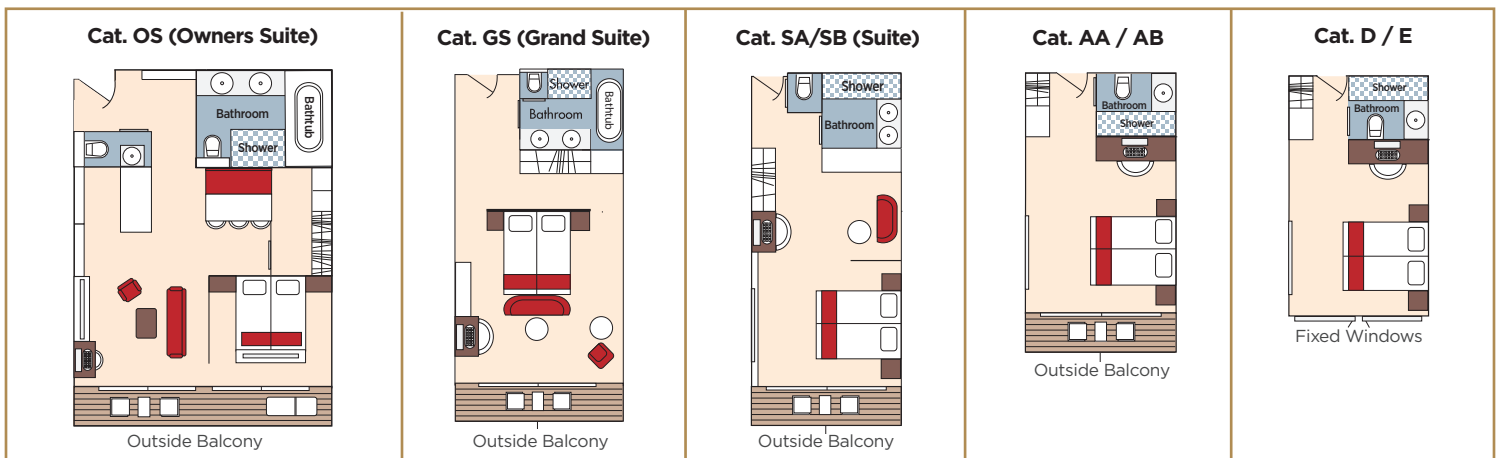 Cat. OS (Owners Suite)
Bathroom
Bathtub
Shower
Outside Balcony
Cat. GS (Grand Suite)
Shower
Bathroom
Bathtub
Outside Balcony
Cat. SA/SB (Suite)
Shower
Bathroom
Outside Balcony
Cat. AA / AB
Bathroom
Shower
Outside Balcony
Cat. D / E
Shower
Bathroom
Fixed Windows